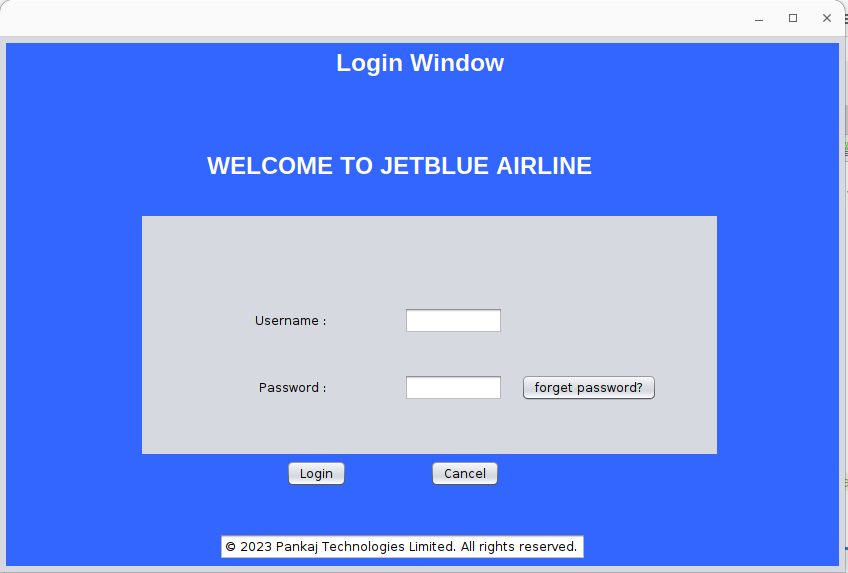 Login Window
WELCOME TO JETBLUE AIRLINE
Username :
Password :
forget password?
Login
Cancel
© 2023 Pankaj Technologies Limited. All rights reserved.